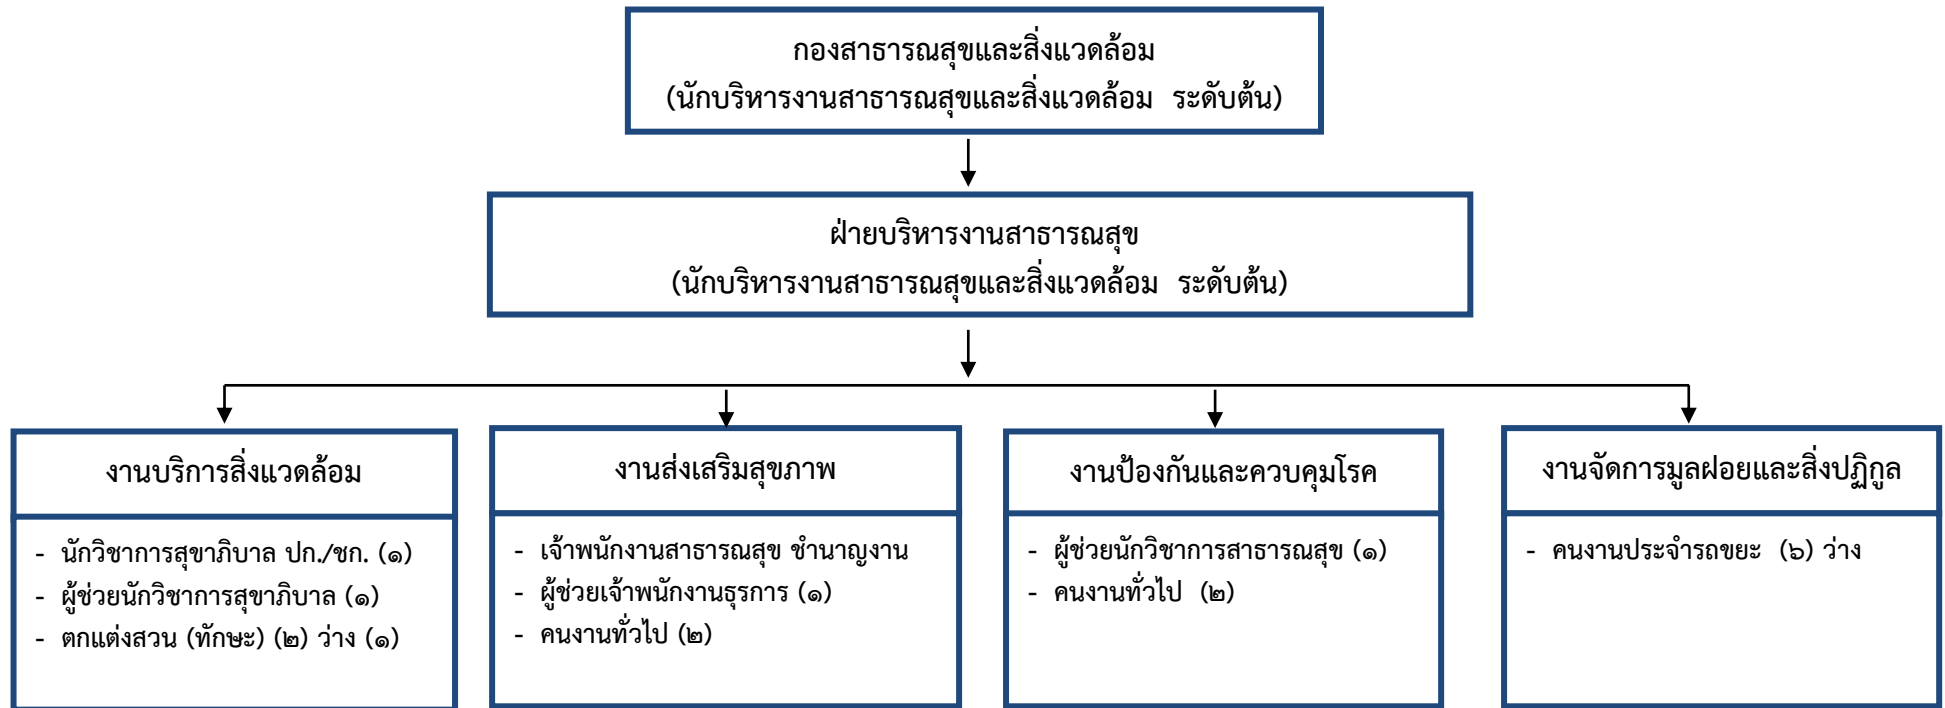 กองสาธารณสุขและสิ่งแวดล้อม
(นักบริหารงานสาธารณสุขและสิ่งแวดล้อม ระดับต้น)
ฝ่ายบริหารงานสาธารณสุข
(นักบริหารงานสาธารณสุขและสิ่งแวดล้อม ระดับต้น)
งานบริการสิ่งแวดล้อม
- นักวิชาการสุขาภิบาล ปก./ชก. (๑)
- ผู้ช่วยนักวิชาการสุขาภิบาล (๑)
- ตกแต่งสวน (ทักษะ) (๒) ว่าง (๑)
งานส่งเสริมสุขภาพ
- เจ้าพนักงานสาธารณสุข ชำนาญงาน
- ผู้ช่วยเจ้าพนักงานธุรการ (๑)
- คนงานทั่วไป (๒)
งานป้องกันและควบคุมโรค
- ผู้ช่วยนักวิชาการสาธารณสุข (๑)
- คนงานทั่วไป (๒)
งานจัดการมูลฝอยและสิ่งปฏิกูล
- คนงานประจำรถขยะ (๖) ว่าง